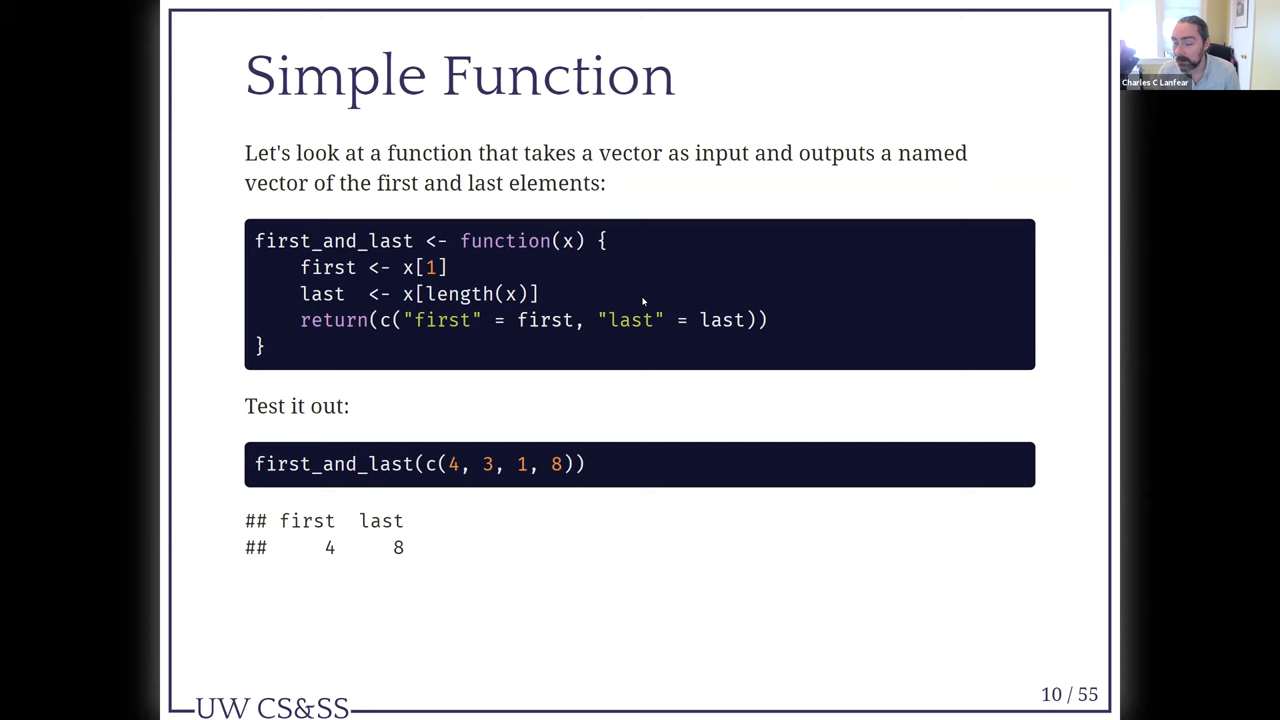 Simple Function
Charles C Lanfear
Let's look at a function that takes a vector as input and outputs a named
vector of the first and last elements:
first_and_last <- function(x) {
    first <- x[1]
    last  <- x[length(x)]
    return(c("first" = first, "last" = last))
}
Test it out:
first_and_last(c(4, 3, 1, 8))
## first  last
##     4     8
10 / 55
UW CS&SS